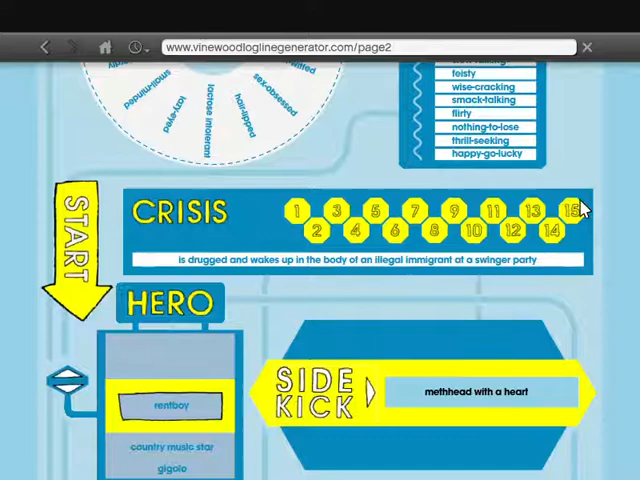 www.vinewoodloglinegenerator.com/page2
small-minded
lazy-eyed
lactose intolerant
hair-lipped
sex-obsessed
feisty
wise-cracking
smack-talking
flirty
nothing-to-lose
thrill-seeking
happy-go-lucky
START
CRISIS
1 3 5 7 9 11 13 15
2 4 6 8 10 12 14
is drugged and wakes up in the body of an illegal immigrant at a swinger party
HERO
rentboy
country music star
gigolo
SIDE
KICK
methhead with a heart